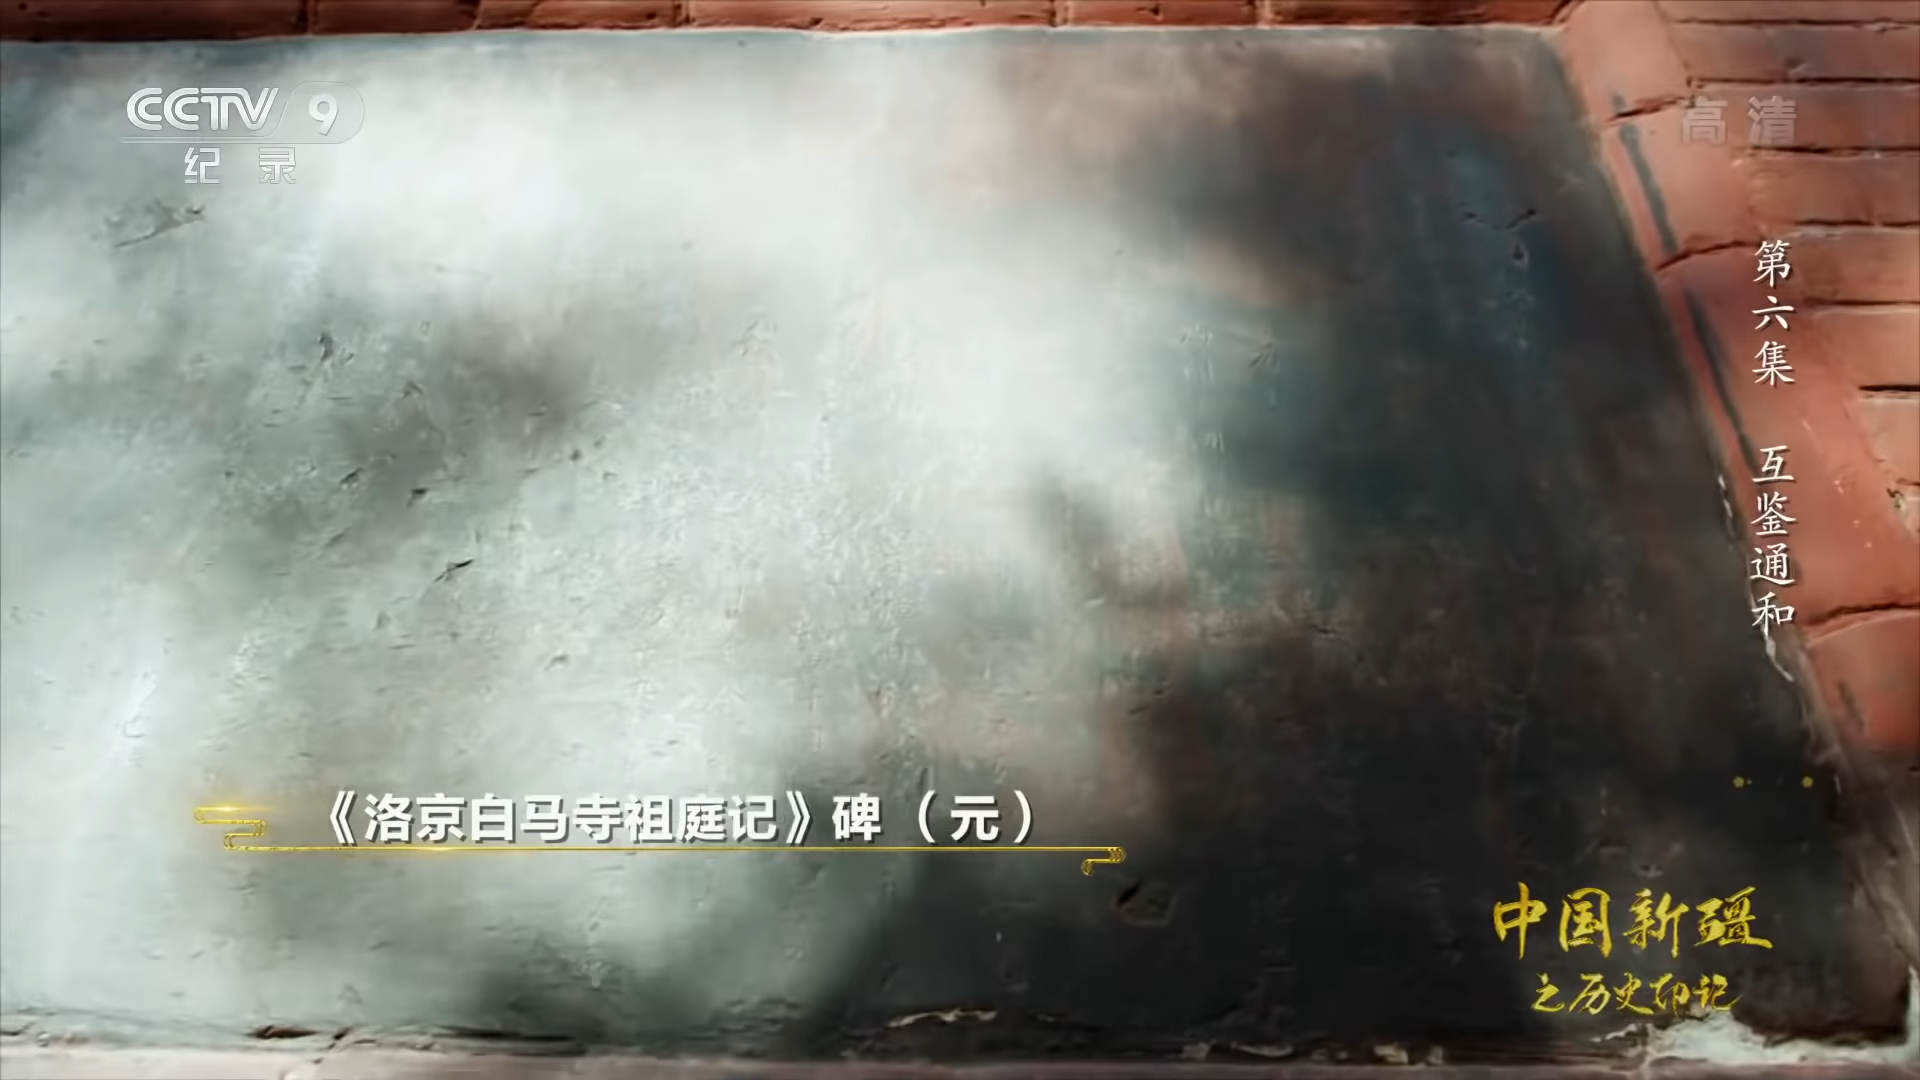 CCTV 9
纪录
高清
第六集 互鉴通和
《洛京白马寺祖庭记》碑（元）
中国新疆
之历史印记